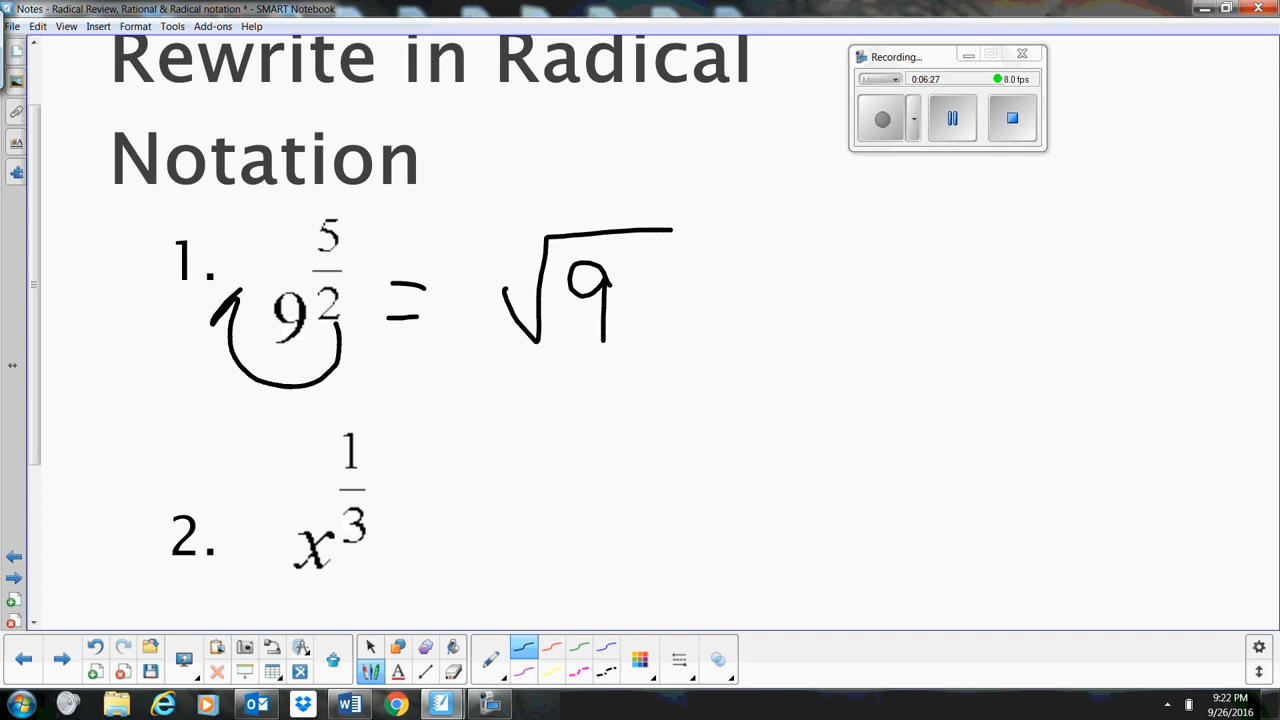 Notes - Radical Review, Rational & Radical notation * - SMART Notebook
File Edit View Insert Format Tools Add-ons Help
Rewrite in Radical
Notation
Recording...
Menu
0:06:27
8.0 fps
1. 9^(5/2) = √9
2. x^(1/3)
9:22 PM
9/26/2016